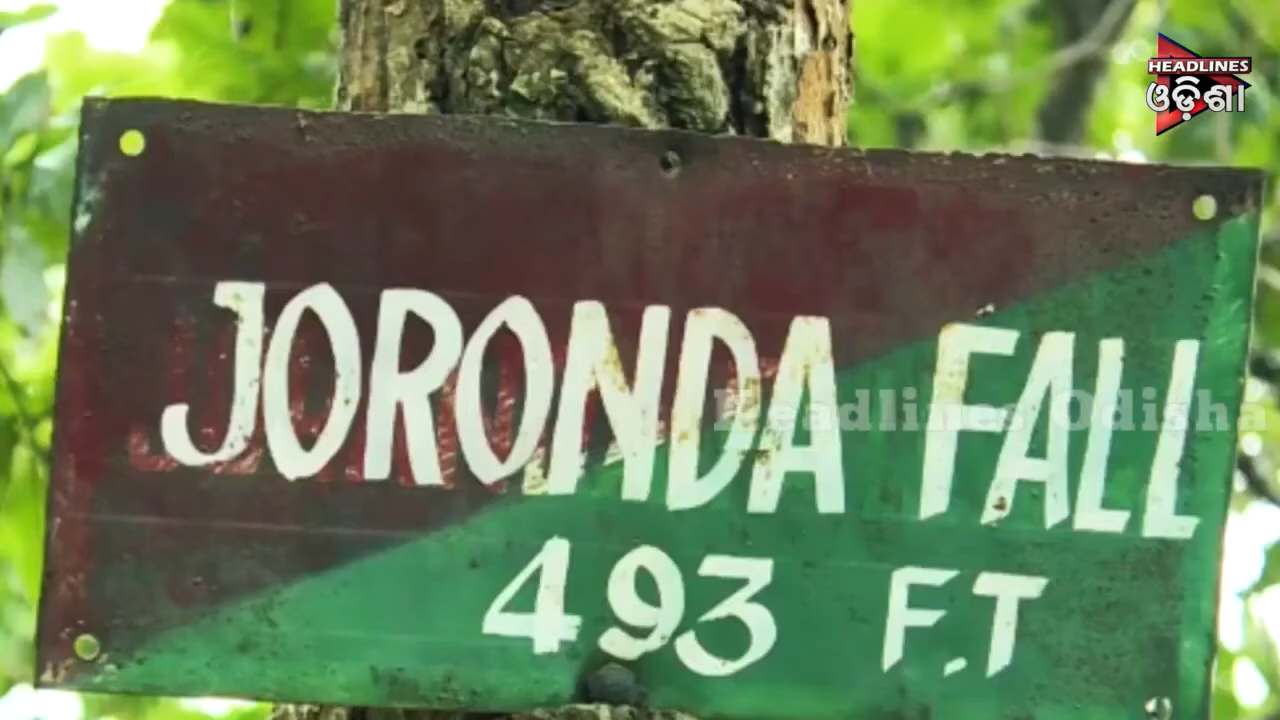 HEADLINES
ଓଡ଼ିଶା
JORONDA FALL
Headlines Odisha
493 F.T